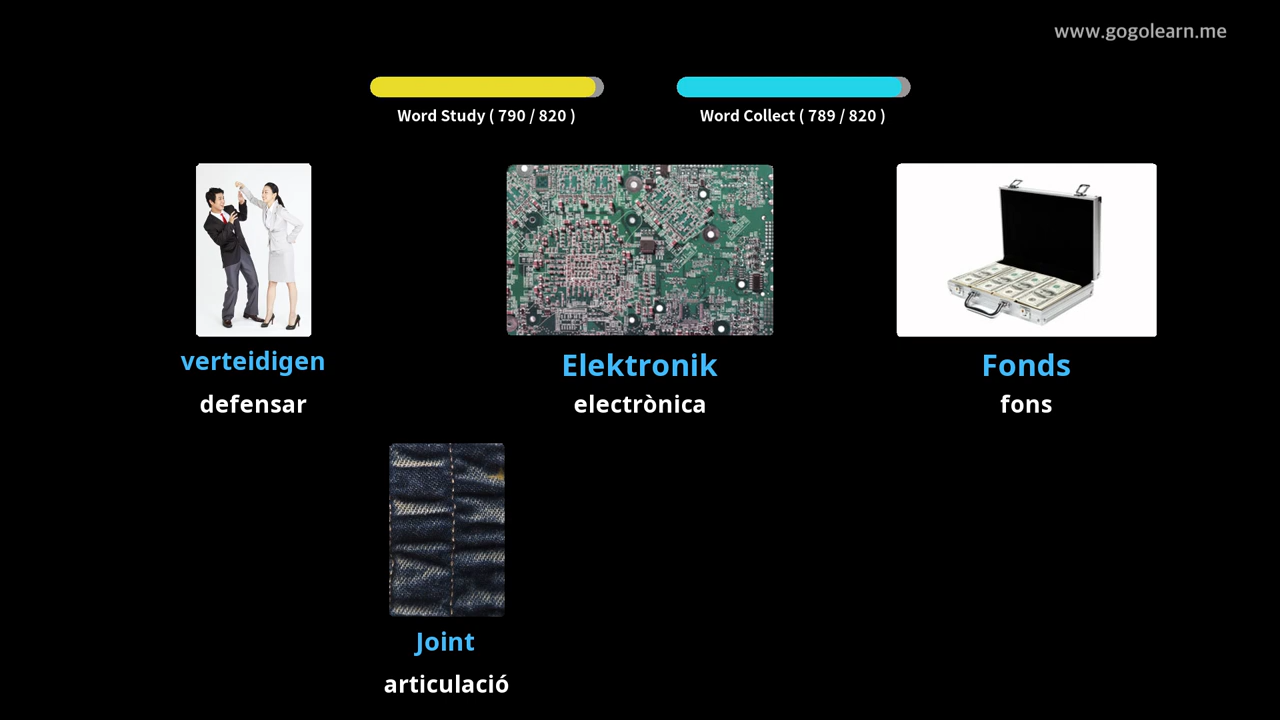 www.gogolearn.me
Word Study ( 790 / 820 )
Word Collect ( 789 / 820 )
verteidigen
defensar
Elektronik
electrònica
Fonds
fons
Joint
articulació